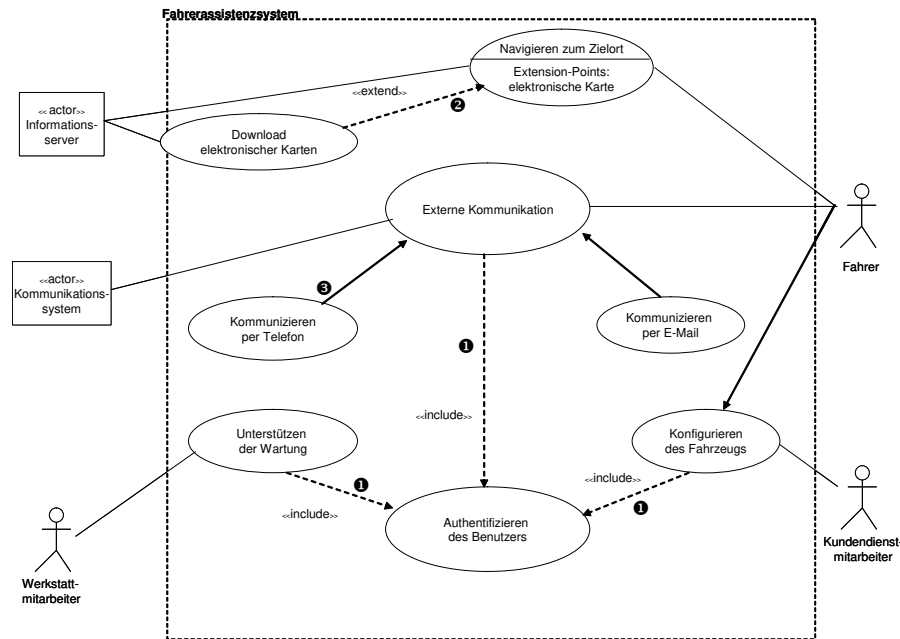 Fahrerassistenzsystem
Navigieren zum Zielort
Extension-Points:
elektronische Karte
<<extend>>
❷
<< actor>>
Informations-
server
Download
elektronischer Karten
Externe Kommunikation
Fahrer
<<actor>>
Kommunikations-
system
❸
Kommunizieren
per Telefon
Kommunizieren
per E-Mail
❶
<<include>>
Unterstützen
der Wartung
Konfigurieren
des Fahrzeugs
❶
<<include>>
<<include>>
❶
Authentifizieren
des Benutzers
Werkstatt-
mitarbeiter
Kundendienst-
mitarbeiter